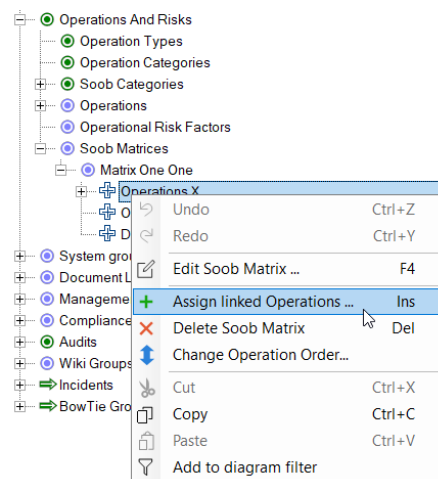 Operations And Risks
Operation Types
Operation Categories
Soob Categories
Operations
Operational Risk Factors
Soob Matrices
Matrix One One
Operations X
O
D
System grou
Document L
Manageme
Compliance
Audits
Wiki Groups
Incidents
BowTie Gro
Undo Ctrl+Z
Redo Ctrl+Y
Edit Soob Matrix ... F4
Assign linked Operations ... Ins
Delete Soob Matrix Del
Change Operation Order...
Cut Ctrl+X
Copy Ctrl+C
Paste Ctrl+V
Add to diagram filter